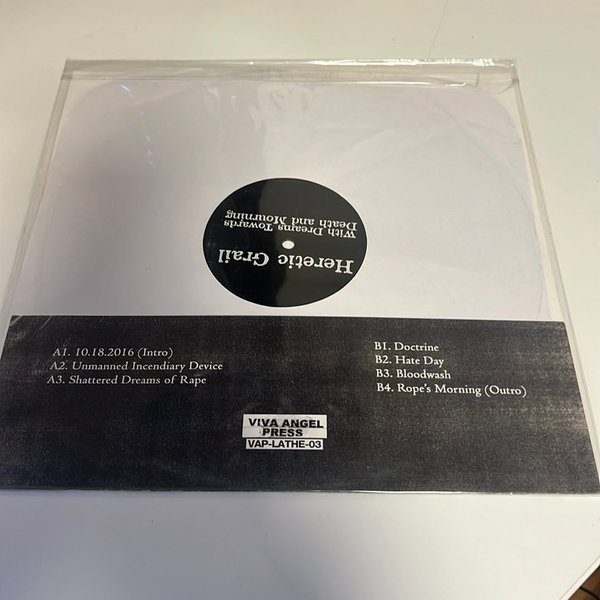 Heretic Grail
With Dreams Towards
Death and Mourning
A1. 10.18.2016 (Intro)
A2. Unmanned Incendiary Device
A3. Shattered Dreams of Rape
B1. Doctrine
B2. Hate Day
B3. Bloodwash
B4. Rope's Morning (Outro)
VIVA ANGEL
PRESS
VAP-LATHE-03